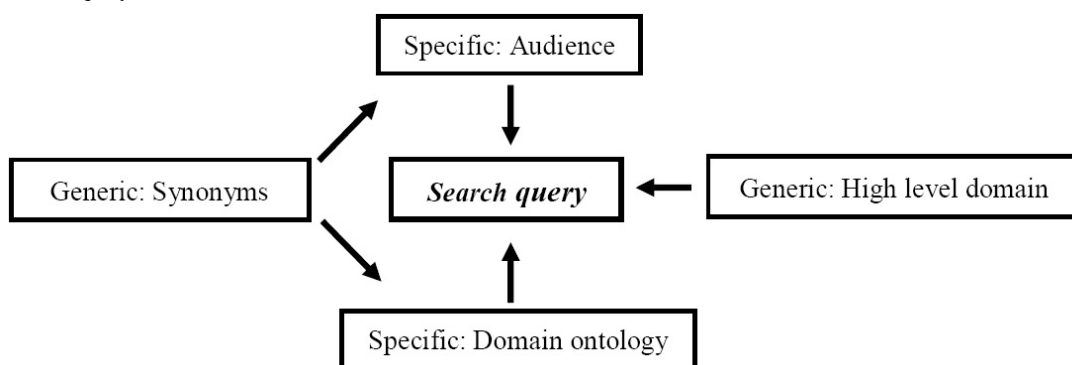 Specific: Audience
Generic: Synonyms
Search query
Generic: High level domain
Specific: Domain ontology